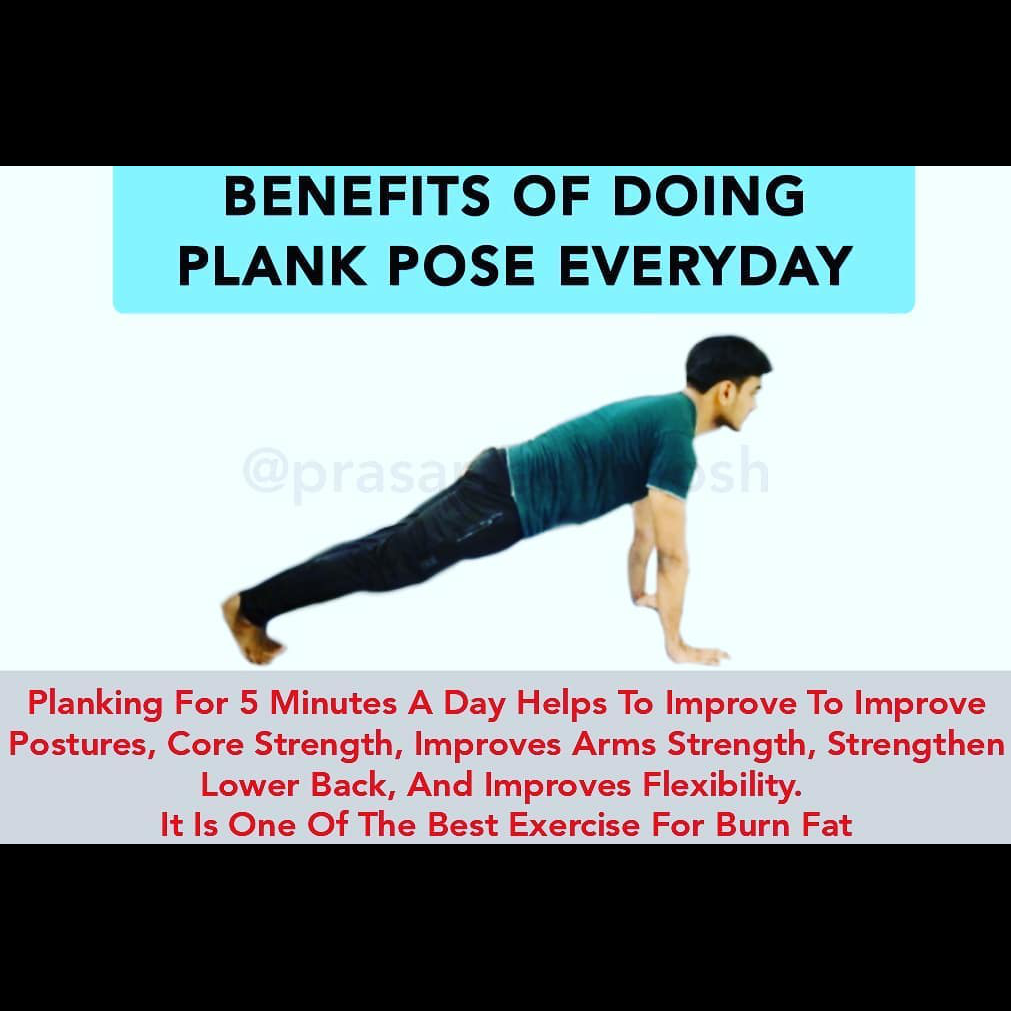 BENEFITS OF DOING
PLANK POSE EVERYDAY
Planking For 5 Minutes A Day Helps To Improve To Improve
Postures, Core Strength, Improves Arms Strength, Strengthen
Lower Back, And Improves Flexibility.
It Is One Of The Best Exercise For Burn Fat